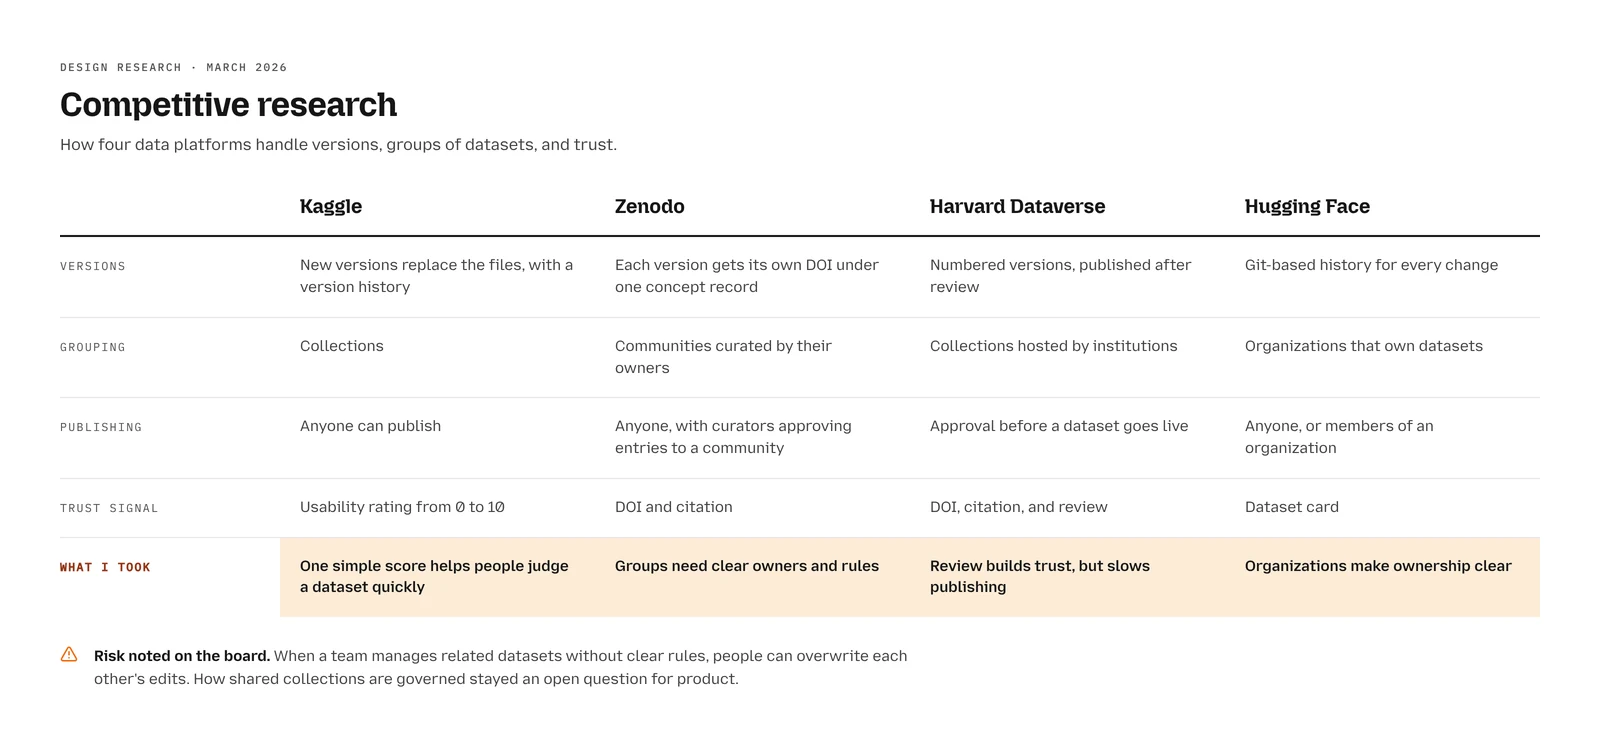 DESIGN RESEARCH · MARCH 2026
Competitive research
How four data platforms handle versions, groups of datasets, and trust.
Kaggle
Zenodo
Harvard Dataverse
Hugging Face
VERSIONS
New versions replace the files, with a
version history
Each version gets its own DOI under
one concept record
Numbered versions, published after
review
Git-based history for every change
GROUPING
Collections
Communities curated by their
owners
Collections hosted by institutions
Organizations that own datasets
PUBLISHING
Anyone can publish
Anyone, with curators approving
entries to a community
Approval before a dataset goes live
Anyone, or members of an
organization
TRUST SIGNAL
Usability rating from 0 to 10
DOI and citation
DOI, citation, and review
Dataset card
WHAT I TOOK
One simple score helps people judge
a dataset quickly
Groups need clear owners and rules
Review builds trust, but slows
publishing
Organizations make ownership clear
Risk noted on the board. When a team manages related datasets without clear rules, people can overwrite each
other's edits. How shared collections are governed stayed an open question for product.